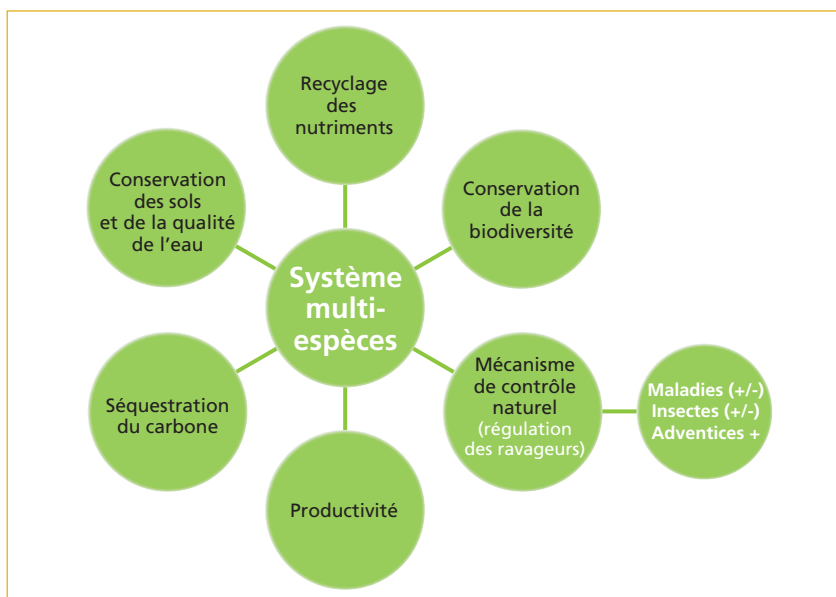 Recyclage
des
nutriments
Conservation
des sols
et de la qualité
de l'eau
Conservation
de la
biodiversité
Système
multi-
espèces
Séquestration
du carbone
Mécanisme
de contrôle
naturel
(régulation
des ravageurs)
Maladies (+/-)
Insectes (+/-)
Adventices +
Productivité